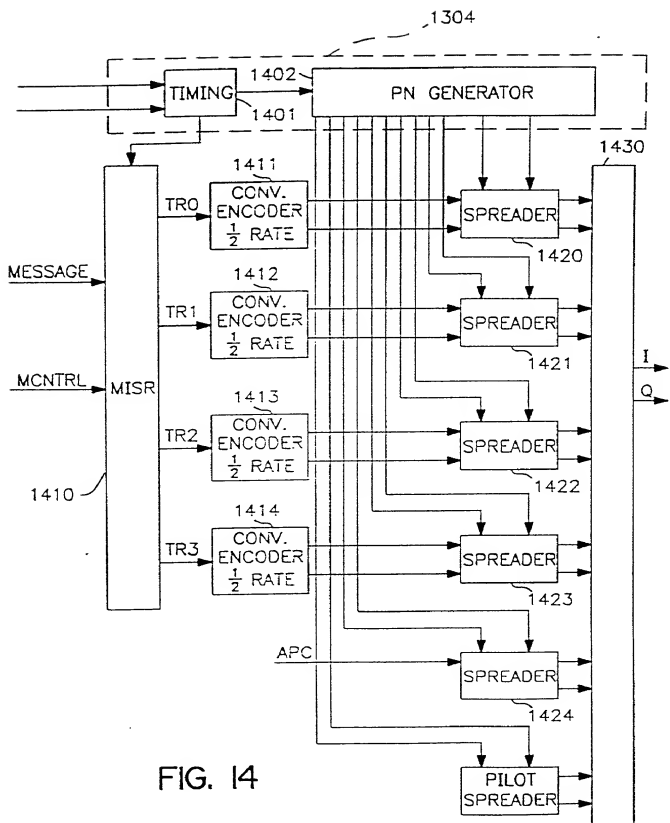 1304
1402
TIMING
PN GENERATOR
1401
1430
1411
TR0
CONV.
ENCODER
1/2 RATE
SPREADER
1420
MESSAGE
1412
TR1
CONV.
ENCODER
1/2 RATE
SPREADER
1421
I
MCNTRL
MISR
Q
1413
TR2
CONV.
ENCODER
1/2 RATE
SPREADER
1422
1410
1414
TR3
CONV.
ENCODER
1/2 RATE
SPREADER
1423
APC
SPREADER
1424
FIG. 14
PILOT
SPREADER